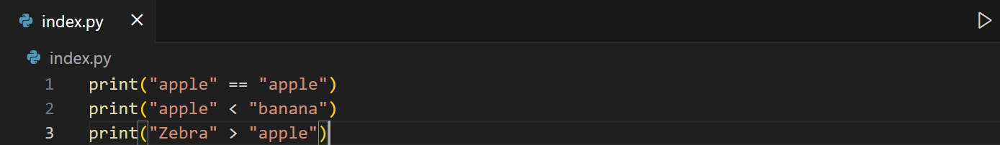 index.py
index.py
1 print("apple" == "apple")
2 print("apple" < "banana")
3 print("Zebra" > "apple")